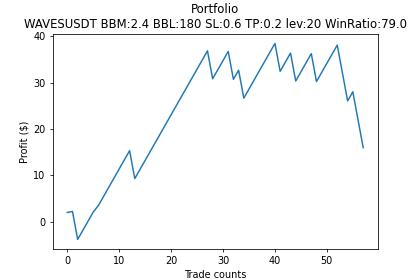 Portfolio
WAVESUSDT BBM:2.4 BBL:180 SL:0.6 TP:0.2 lev:20 WinRatio:79.0
40
30
20
10
0
Profit ($)
0 10 20 30 40 50
Trade counts